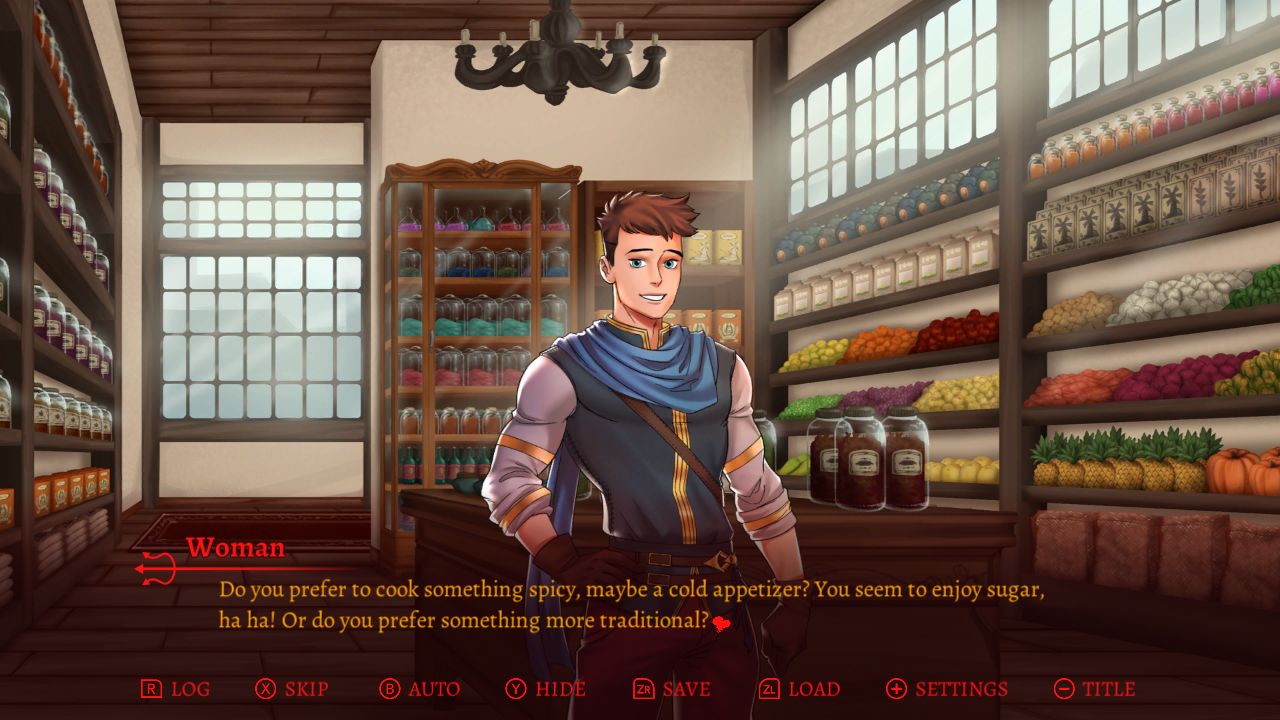 Woman
Do you prefer to cook something spicy, maybe a cold appetizer? You seem to enjoy sugar,
ha ha! Or do you prefer something more traditional?
R LOG X SKIP B AUTO Y HIDE ZR SAVE ZL LOAD + SETTINGS − TITLE